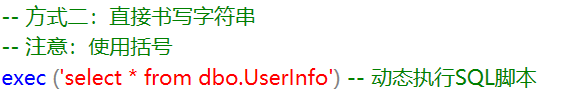 -- 方式二：直接书写字符串
-- 注意：使用括号
exec ('select * from dbo.UserInfo') -- 动态执行SQL脚本